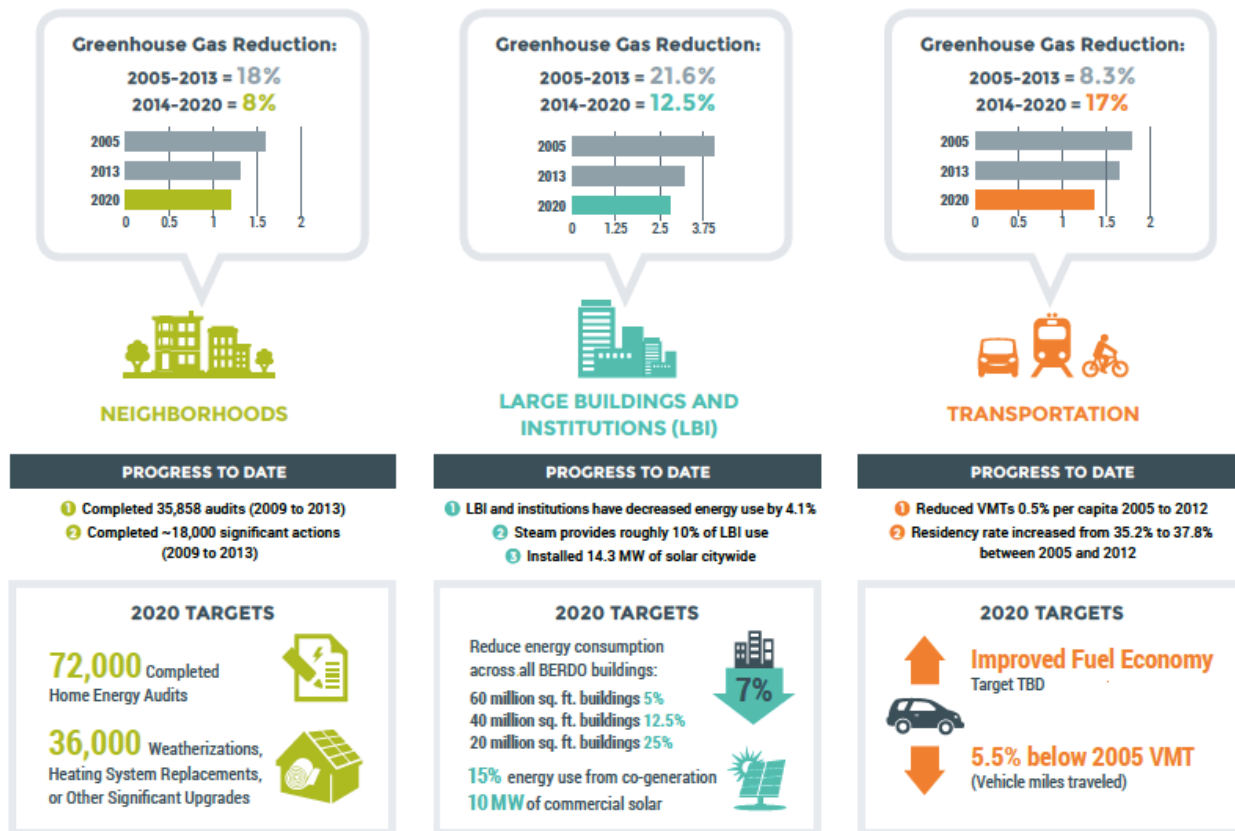 Greenhouse Gas Reduction:
2005-2013 = 18%
2014-2020 = 8%
2005
2013
2020
0 0.5 1 1.5 2
NEIGHBORHOODS
PROGRESS TO DATE
1 Completed 35,858 audits (2009 to 2013)
2 Completed ~18,000 significant actions
(2009 to 2013)
2020 TARGETS
72,000 Completed
Home Energy Audits
36,000 Weatherizations,
Heating System Replacements,
or Other Significant Upgrades
Greenhouse Gas Reduction:
2005-2013 = 21.6%
2014-2020 = 12.5%
2005
2013
2020
0 1.25 2.5 3.75
LARGE BUILDINGS AND
INSTITUTIONS (LBI)
PROGRESS TO DATE
1 LBI and institutions have decreased energy use by 4.1%
2 Steam provides roughly 10% of LBI use
3 Installed 14.3 MW of solar citywide
2020 TARGETS
Reduce energy consumption
across all BERDO buildings:
60 million sq. ft. buildings 5%
40 million sq. ft. buildings 12.5%
20 million sq. ft. buildings 25%
7%
15% energy use from co-generation
10 MW of commercial solar
Greenhouse Gas Reduction:
2005-2013 = 8.3%
2014-2020 = 17%
2005
2013
2020
0 0.5 1 1.5 2
TRANSPORTATION
PROGRESS TO DATE
1 Reduced VMTs 0.5% per capita 2005 to 2012
2 Residency rate increased from 35.2% to 37.8%
between 2005 and 2012
2020 TARGETS
Improved Fuel Economy
Target TBD
5.5% below 2005 VMT
(Vehicle miles traveled)